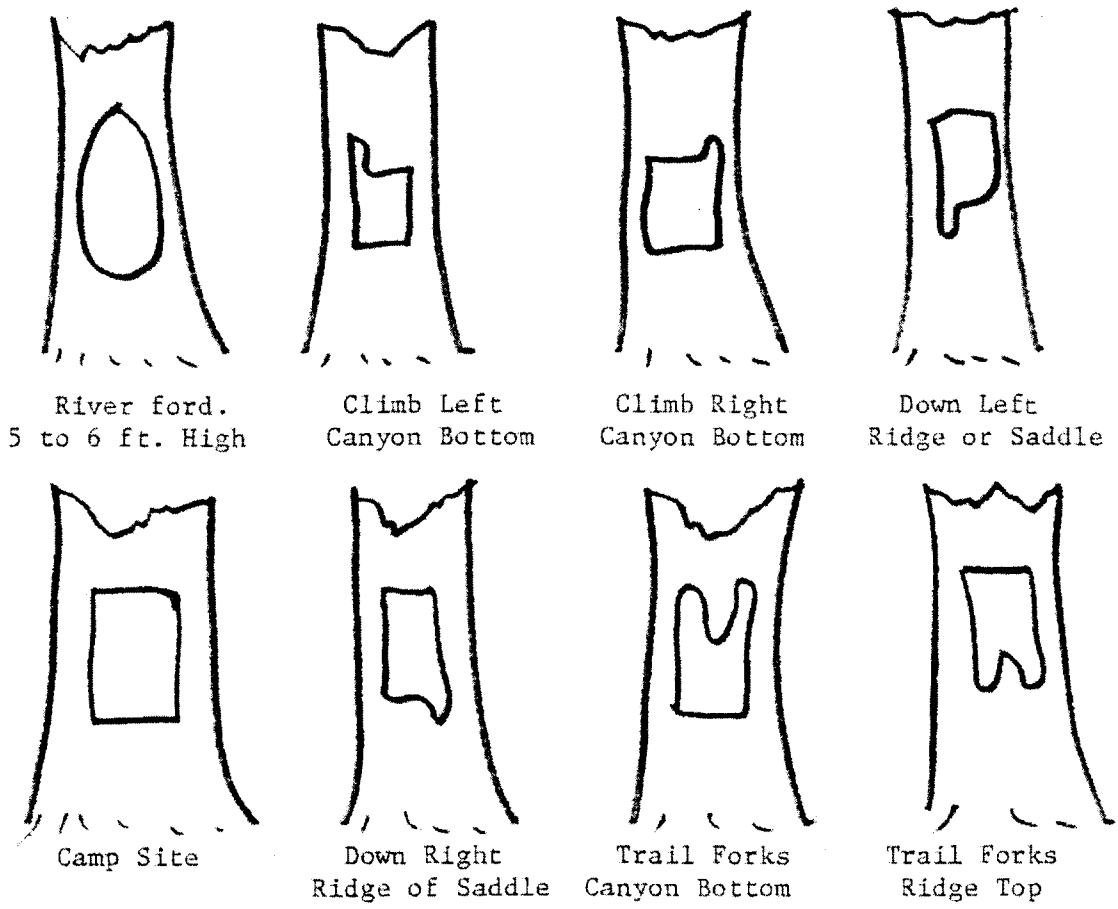 River ford.
5 to 6 ft. High
Climb Left
Canyon Bottom
Climb Right
Canyon Bottom
Down Left
Ridge or Saddle
Camp Site
Down Right
Ridge of Saddle
Trail Forks
Canyon Bottom
Trail Forks
Ridge Top